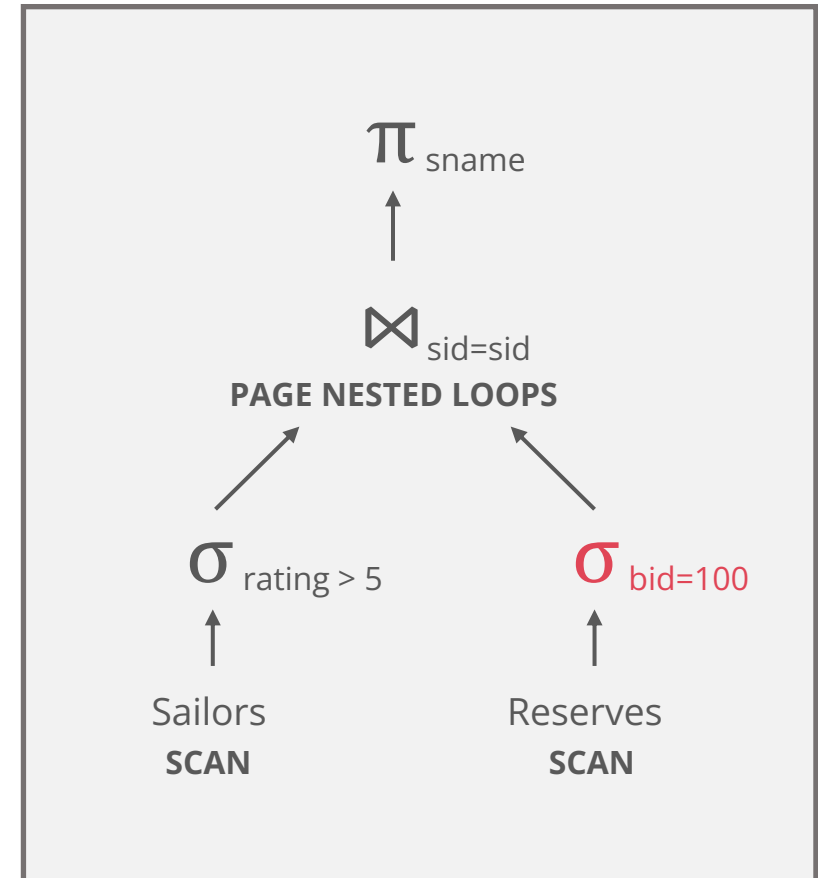 π sname
⋈ sid=sid
PAGE NESTED LOOPS
σ rating > 5
σ bid=100
Sailors
SCAN
Reserves
SCAN